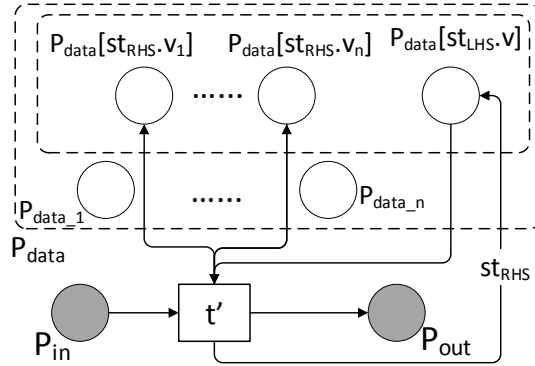 P_data[st_RHS.v_1] P_data[st_RHS.v_n] P_data[st_LHS.v]
...... ......
P_data_1 ...... P_data_n
P_data
st_RHS
t'
P_in P_out